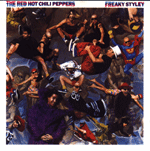 THE RED HOT CHILI PEPPERS
FREAKY STYLEY